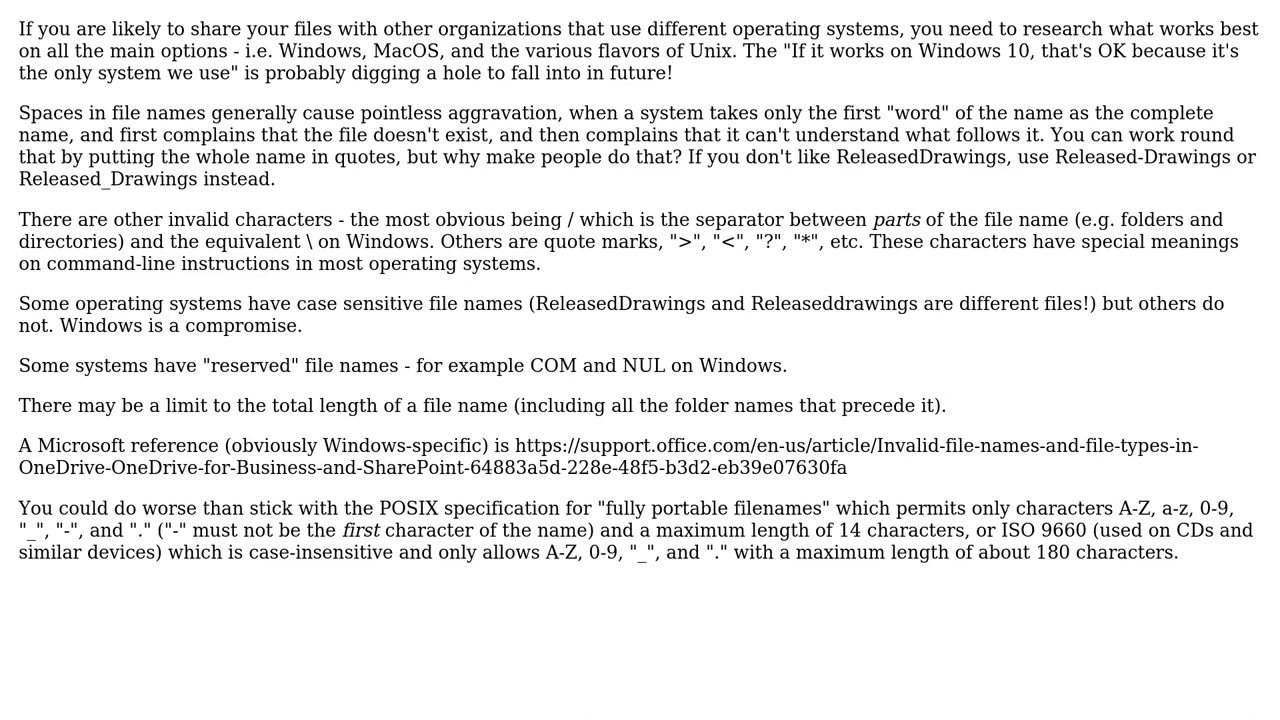 If you are likely to share your files with other organizations that use different operating systems, you need to research what works best
on all the main options - i.e. Windows, MacOS, and the various flavors of Unix. The "If it works on Windows 10, that's OK because it's
the only system we use" is probably digging a hole to fall into in future!
Spaces in file names generally cause pointless aggravation, when a system takes only the first "word" of the name as the complete
name, and first complains that the file doesn't exist, and then complains that it can't understand what follows it. You can work round
that by putting the whole name in quotes, but why make people do that? If you don't like ReleasedDrawings, use Released-Drawings or
Released_Drawings instead.
There are other invalid characters - the most obvious being / which is the separator between parts of the file name (e.g. folders and
directories) and the equivalent \ on Windows. Others are quote marks, ">", "<", "?", "*", etc. These characters have special meanings
on command-line instructions in most operating systems.
Some operating systems have case sensitive file names (ReleasedDrawings and Releaseddrawings are different files!) but others do
not. Windows is a compromise.
Some systems have "reserved" file names - for example COM and NUL on Windows.
There may be a limit to the total length of a file name (including all the folder names that precede it).
A Microsoft reference (obviously Windows-specific) is https://support.office.com/en-us/article/Invalid-file-names-and-file-types-in-
OneDrive-OneDrive-for-Business-and-SharePoint-64883a5d-228e-48f5-b3d2-eb39e07630fa
You could do worse than stick with the POSIX specification for "fully portable filenames" which permits only characters A-Z, a-z, 0-9,
"_", "-", and "." ("-" must not be the first character of the name) and a maximum length of 14 characters, or ISO 9660 (used on CDs and
similar devices) which is case-insensitive and only allows A-Z, 0-9, "_", and "." with a maximum length of about 180 characters.